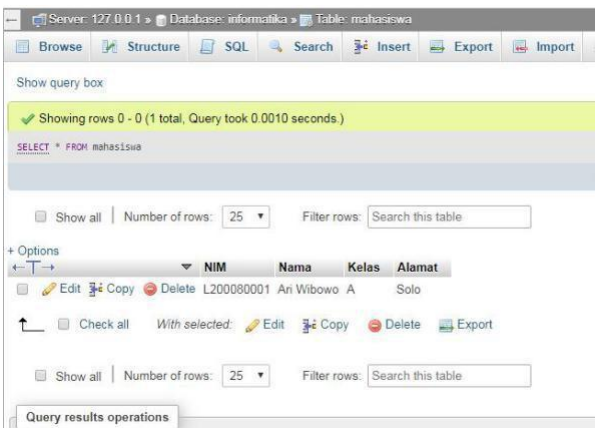 Server: 127.0.0.1 » Database: informatika » Table: mahasiswa
Browse Structure SQL Search Insert Export Import
Show query box
Showing rows 0 - 0 (1 total, Query took 0.0010 seconds.)
SELECT * FROM mahasiswa
Show all Number of rows: 25 Filter rows: Search this table
+ Options
NIM Nama Kelas Alamat
Edit Copy Delete L200080001 Ari Wibowo A Solo
Check all With selected: Edit Copy Delete Export
Show all Number of rows: 25 Filter rows: Search this table
Query results operations